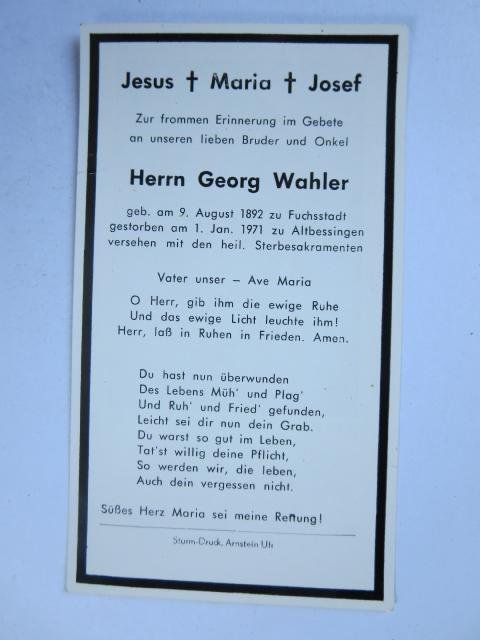 Jesus † Maria † Josef
Zur frommen Erinnerung im Gebete
an unseren lieben Bruder und Onkel
Herrn Georg Wahler
geb. am 9. August 1892 zu Fuchsstadt
gestorben am 1. Jan. 1971 zu Altbessingen
versehen mit den heil. Sterbesakramenten
Vater unser – Ave Maria
O Herr, gib ihm die ewige Ruhe
Und das ewige Licht leuchte ihm!
Herr, laß in Ruhen in Frieden. Amen.
Du hast nun überwunden
Des Lebens Müh' und Plag'
Und Ruh' und Fried' gefunden,
Leicht sei dir nun dein Grab.
Du warst so gut im Leben,
Tat'st willig deine Pflicht,
So werden wir, die leben,
Auch dein vergessen nicht.
Süßes Herz Maria sei meine Rettung!
Sturm-Druck, Arnstein Ufr